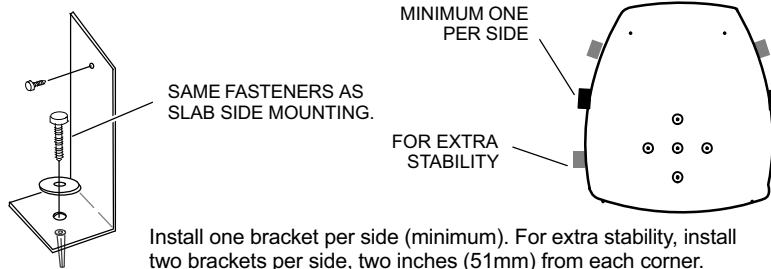 MINIMUM ONE
PER SIDE
SAME FASTENERS AS
SLAB SIDE MOUNTING.
FOR EXTRA
STABILITY
Install one bracket per side (minimum). For extra stability, install
two brackets per side, two inches (51mm) from each corner.